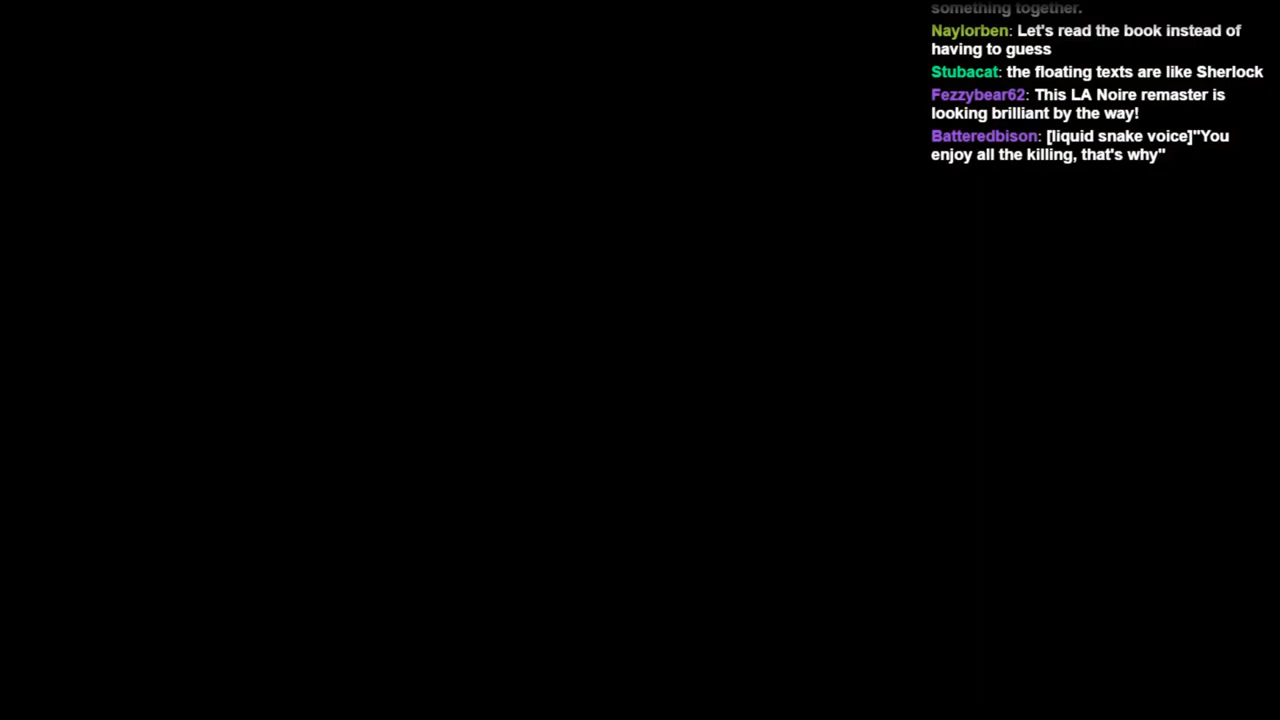 something together.
Naylorben: Let's read the book instead of
having to guess
Stubacat: the floating texts are like Sherlock
Fezzybear62: This LA Noire remaster is
looking brilliant by the way!
Batteredbison: [liquid snake voice]"You
enjoy all the killing, that's why"